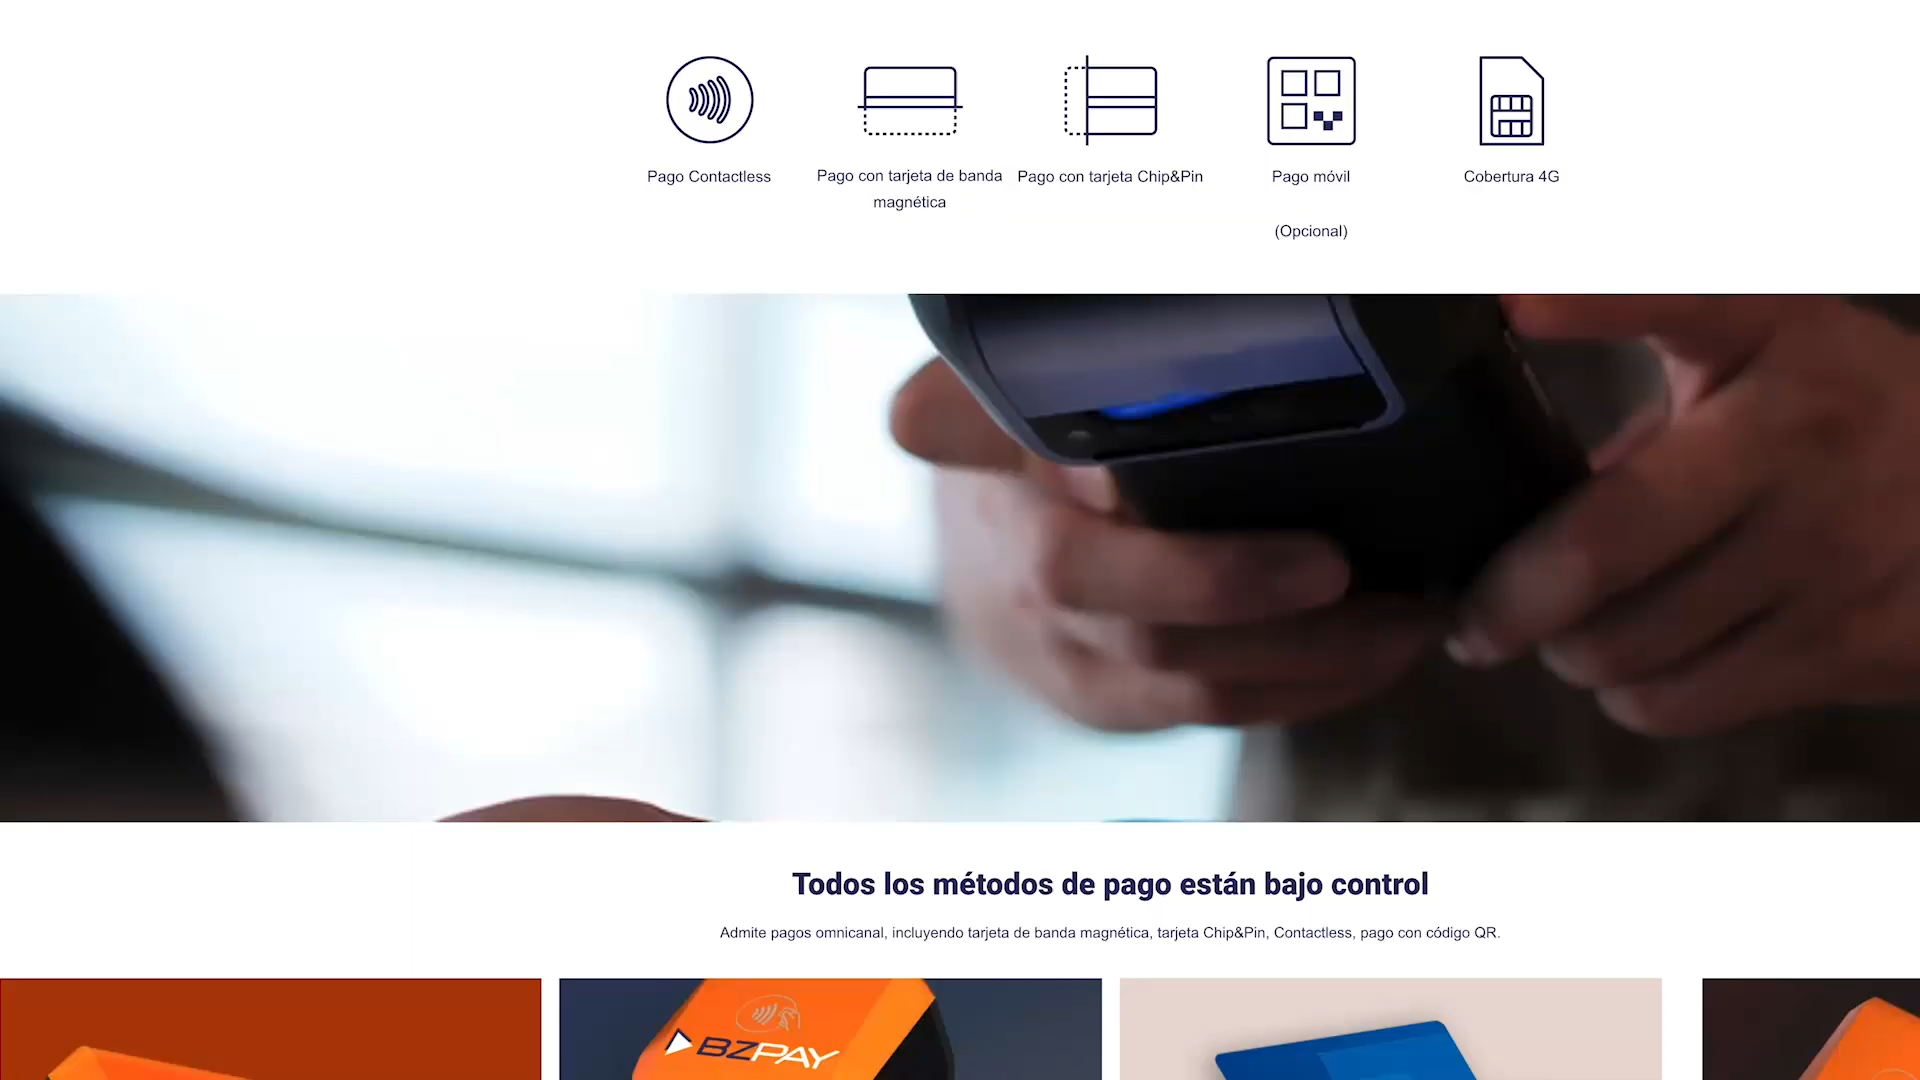 Pago Contactless
Pago con tarjeta de banda
magnética
Pago con tarjeta Chip&Pin
Pago móvil
(Opcional)
Cobertura 4G
Todos los métodos de pago están bajo control
Admite pagos omnicanal, incluyendo tarjeta de banda magnética, tarjeta Chip&Pin, Contactless, pago con código QR.
BZPAY